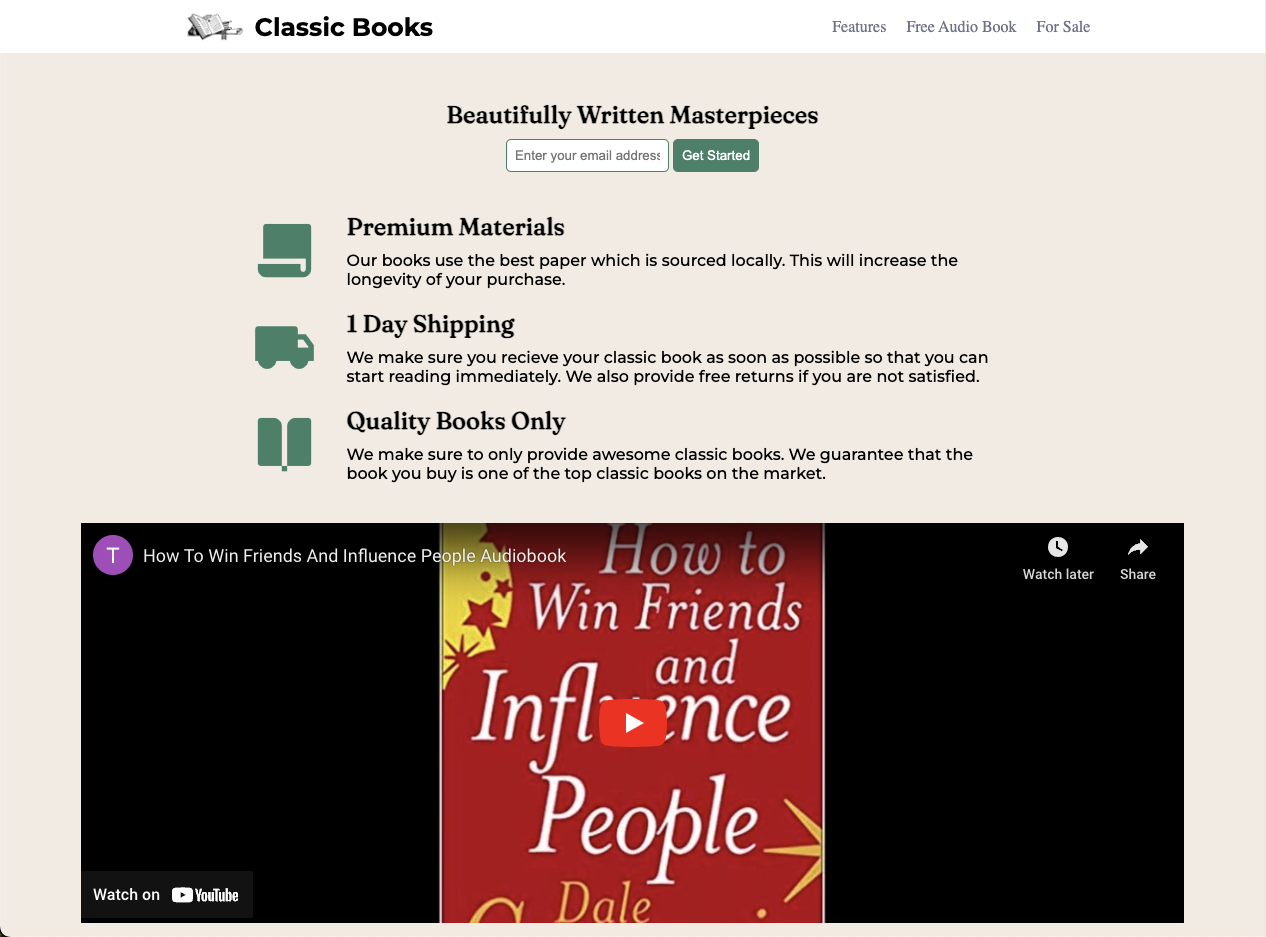 Classic Books
Features Free Audio Book For Sale
Beautifully Written Masterpieces
Enter your email address Get Started
Premium Materials
Our books use the best paper which is sourced locally. This will increase the
longevity of your purchase.
1 Day Shipping
We make sure you recieve your classic book as soon as possible so that you can
start reading immediately. We also provide free returns if you are not satisfied.
Quality Books Only
We make sure to only provide awesome classic books. We guarantee that the
book you buy is one of the top classic books on the market.
T How To Win Friends And Influence People Audiobook
Watch later Share
How to
Win Friends
and
Influence
People
Dale
Watch on YouTube